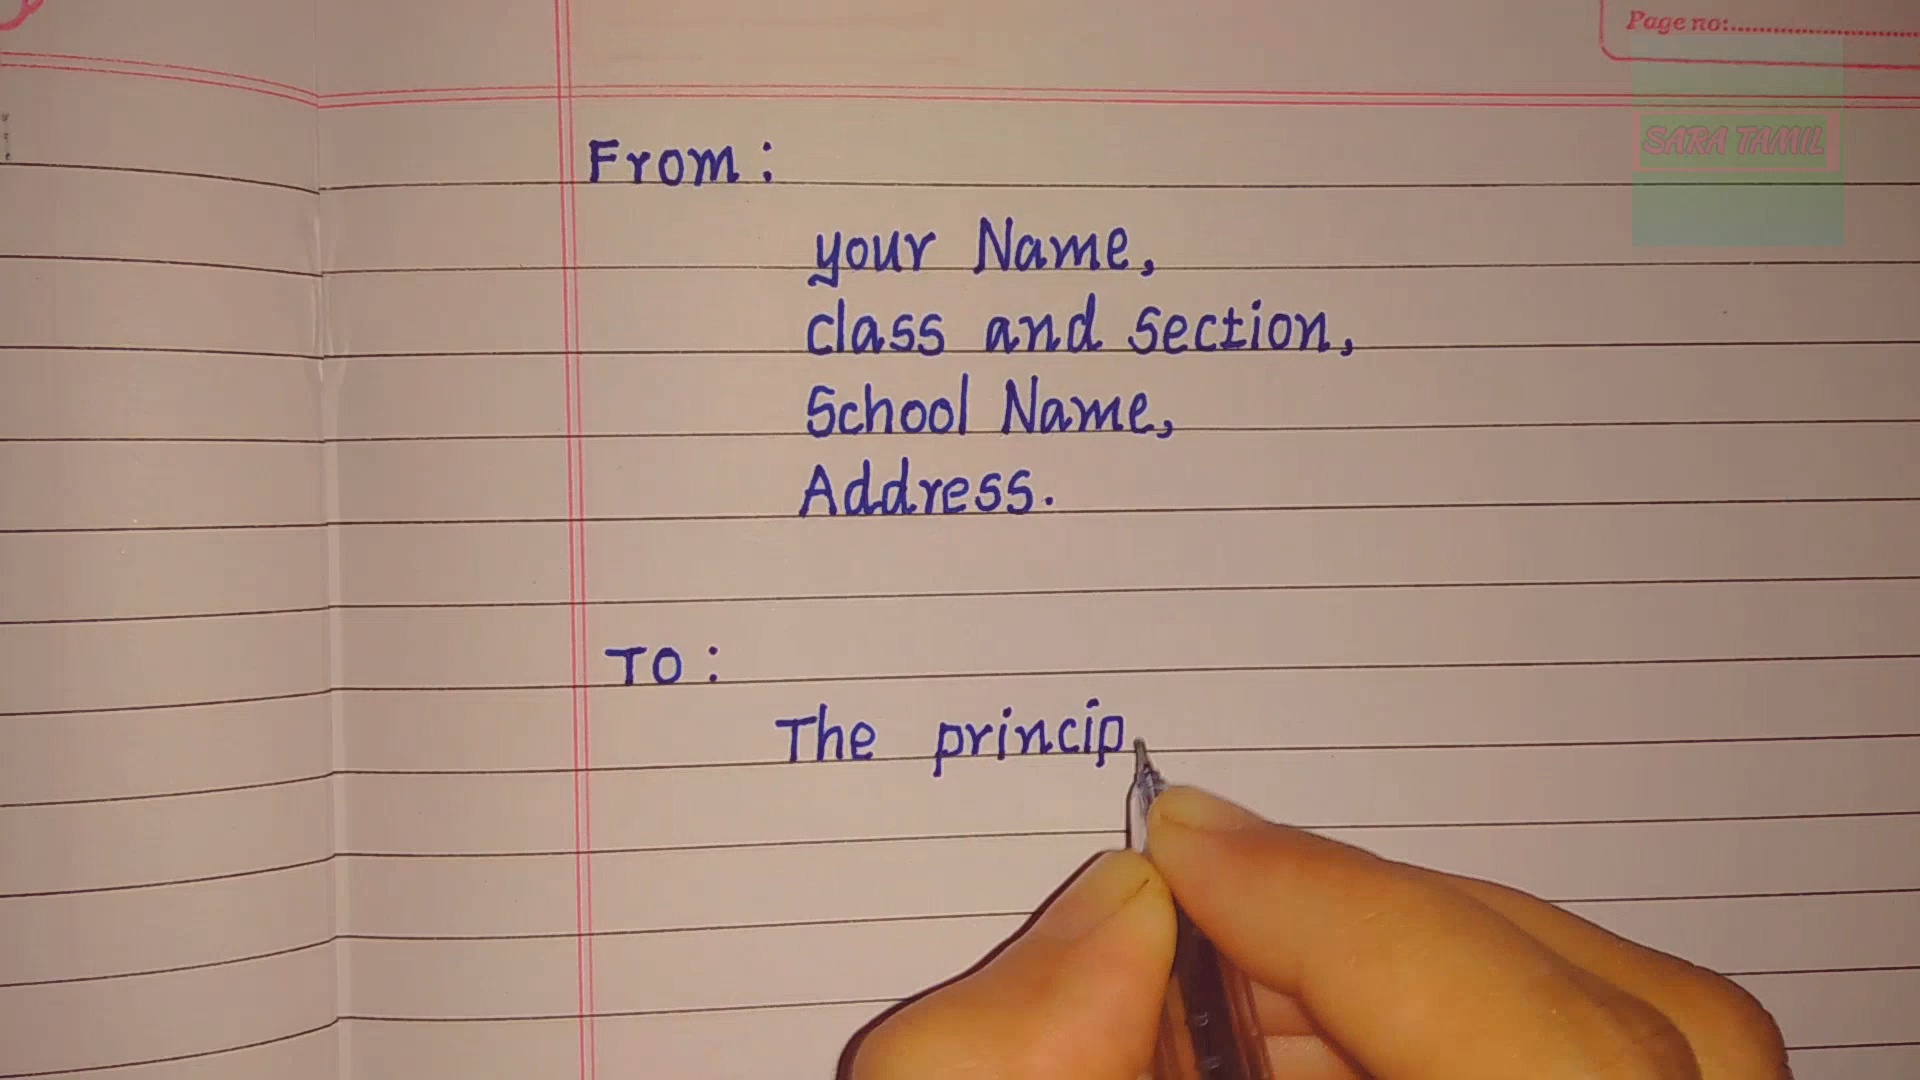 Page no:
SARA TAMIL
From:
your Name,
class and section,
School Name,
Address.
TO:
The princip